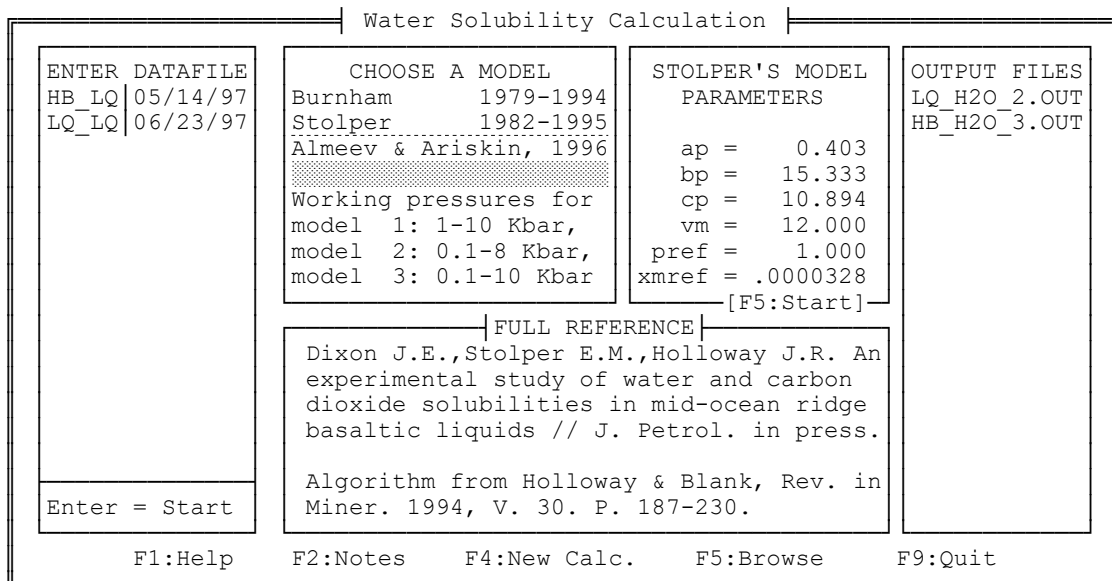 Water Solubility Calculation
ENTER DATAFILE
HB_LQ|05/14/97
LQ_LQ|06/23/97
Enter = Start
CHOOSE A MODEL
Burnham 1979-1994
Stolper 1982-1995
Almeev & Ariskin, 1996
Working pressures for
model 1: 1-10 Kbar,
model 2: 0.1-8 Kbar,
model 3: 0.1-10 Kbar
STOLPER'S MODEL
PARAMETERS
ap = 0.403
bp = 15.333
cp = 10.894
vm = 12.000
pref = 1.000
xmref = .0000328
[F5:Start]
OUTPUT FILES
LQ_H2O_2.OUT
HB_H2O_3.OUT
FULL REFERENCE
Dixon J.E.,Stolper E.M.,Holloway J.R. An
experimental study of water and carbon
dioxide solubilities in mid-ocean ridge
basaltic liquids // J. Petrol. in press.
Algorithm from Holloway & Blank, Rev. in
Miner. 1994, V. 30. P. 187-230.
F1:Help F2:Notes F4:New Calc. F5:Browse F9:Quit